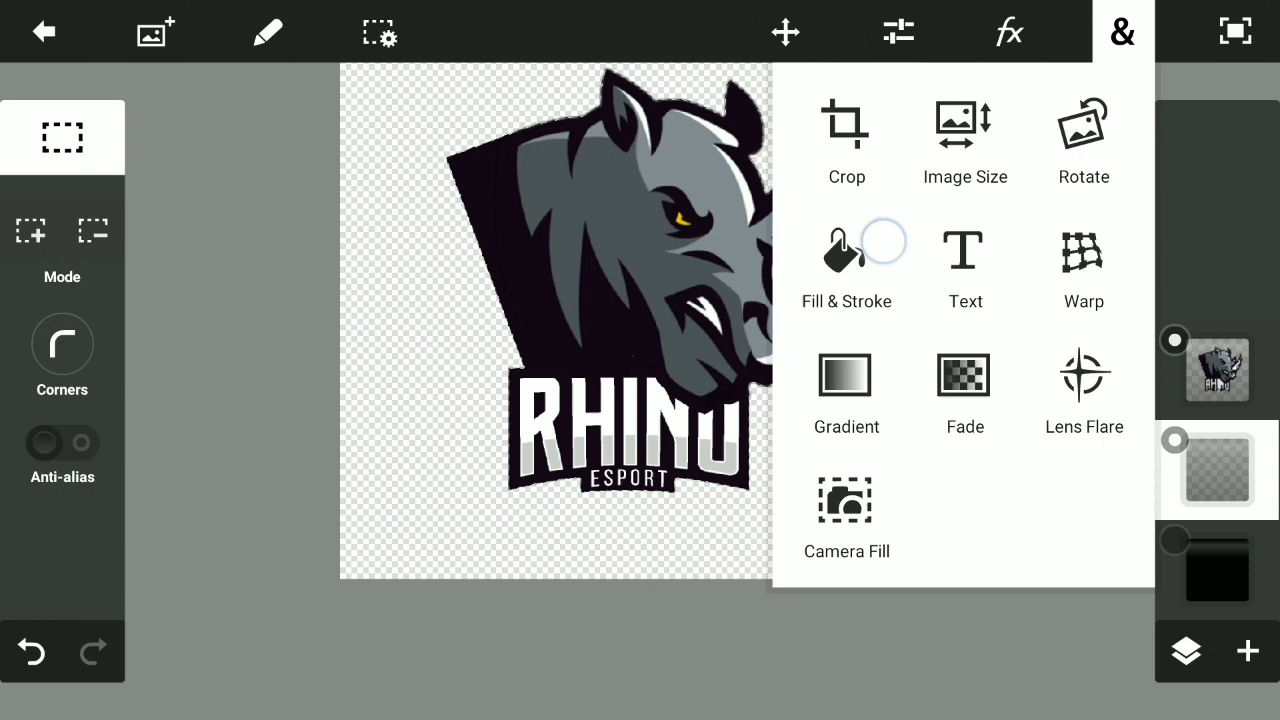 fx
&
Crop
Image Size
Rotate
Mode
Fill & Stroke
Text
Warp
Corners
RHINO
Gradient
Fade
Lens Flare
Anti-alias
ESPORT
Camera Fill